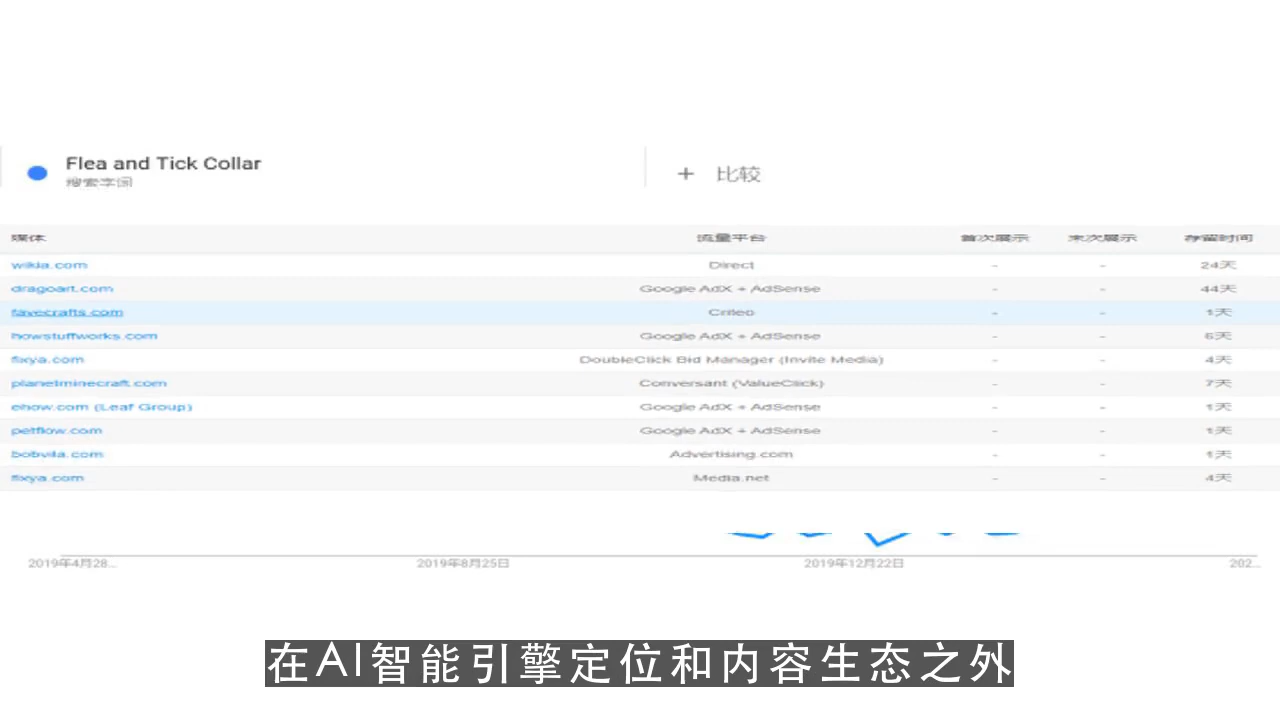 Flea and Tick Collar
搜索字词
+ 比较
媒体 流量平台 首次展示 末次展示 存留时间
wikia.com Direct - - 24天
dragoart.com Google AdX + AdSense - - 44天
favecrafts.com Criteo - - 1天
howstuffworks.com Google AdX + AdSense - - 6天
fixya.com DoubleClick Bid Manager (Invite Media) - - 4天
planetminecraft.com Conversant (ValueClick) - - 7天
ehow.com (Leaf Group) Google AdX + AdSense - - 1天
petflow.com Google AdX + AdSense - - 1天
bobvila.com Advertising.com - - 1天
fixya.com Media.net - - 4天
2019年4月28... 2019年8月25日 2019年12月22日 202...
在AI智能引擎定位和内容生态之外